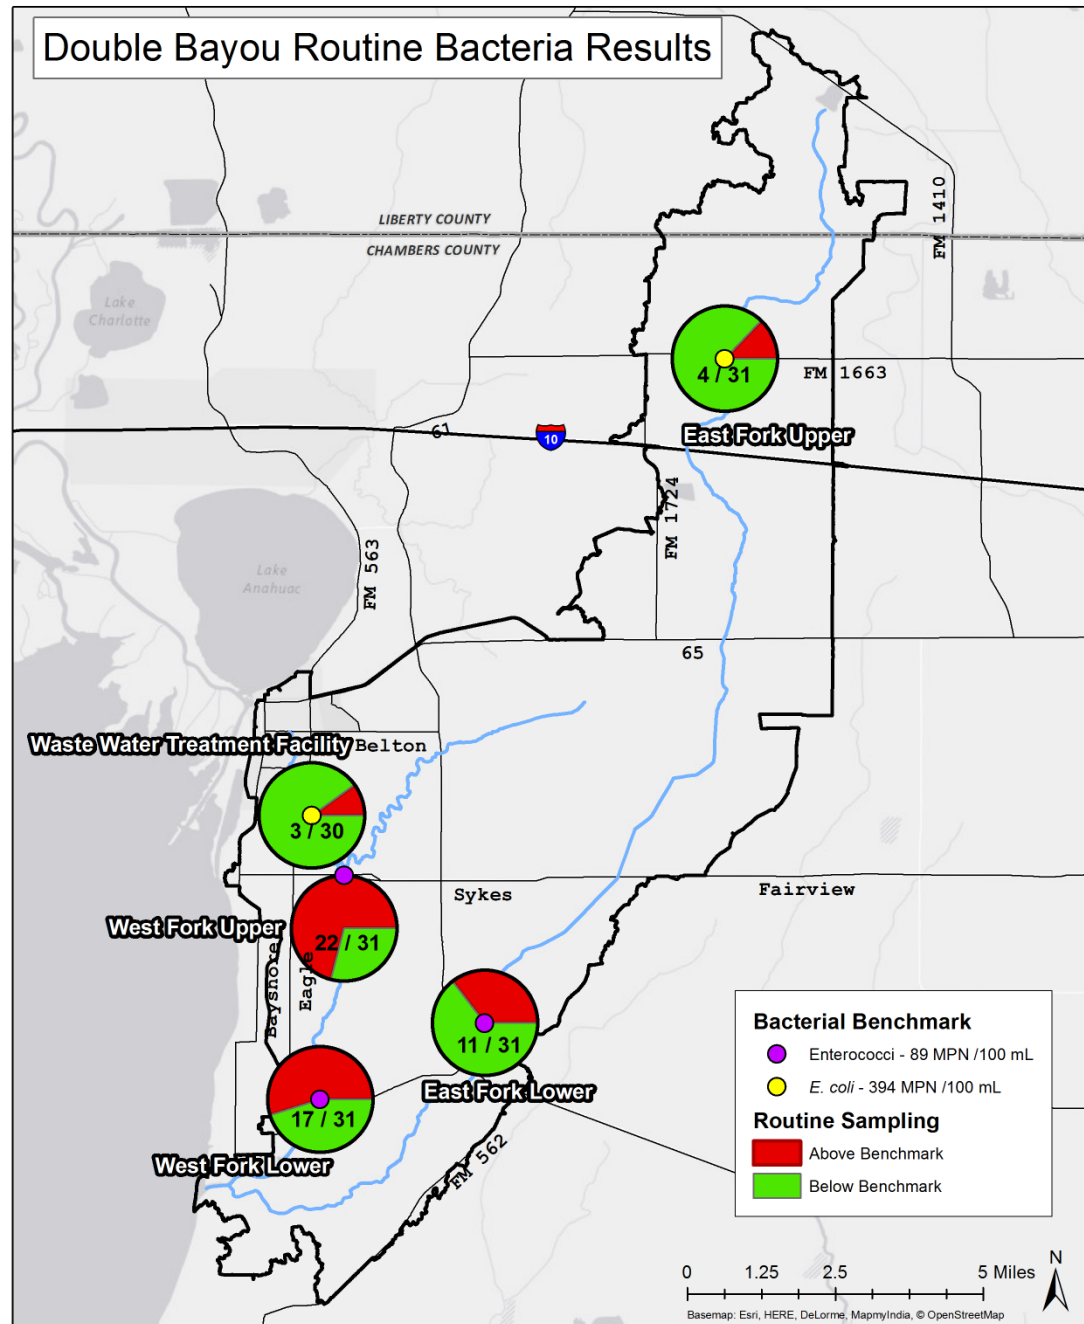 Double Bayou Routine Bacteria Results
LIBERTY COUNTY
CHAMBERS COUNTY
FM 1410
Lake
Charlotte
4 / 31
FM 1663
East Fork Upper
61
10
FM 1724
FM 563
Lake
Anahuac
65
Waste Water Treatment Facility
Belton
3 / 30
Sykes
Fairview
West Fork Upper
22 / 31
Bayshore
Eagle
11 / 31
East Fork Lower
17 / 31
West Fork Lower
FM 562
Bacterial Benchmark
Enterococci - 89 MPN /100 mL
E. coli - 394 MPN /100 mL
Routine Sampling
Above Benchmark
Below Benchmark
N
0 1.25 2.5 5 Miles
Basemap: Esri, HERE, DeLorme, MapmyIndia, © OpenStreetMap